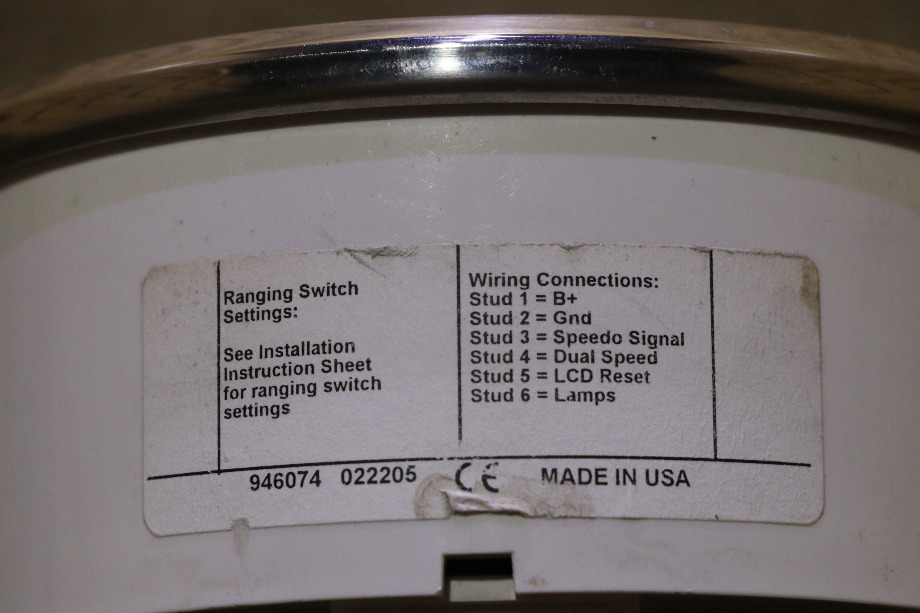 Ranging Switch
Settings:
See Installation
Instruction Sheet
for ranging switch
settings
Wiring Connections:
Stud 1 = B+
Stud 2 = Gnd
Stud 3 = Speedo Signal
Stud 4 = Dual Speed
Stud 5 = LCD Reset
Stud 6 = Lamps
946074 022205 CE MADE IN USA